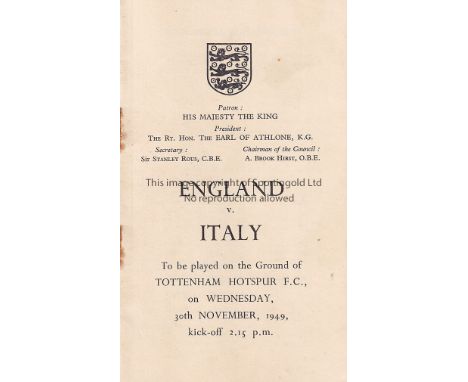 Patron :
HIS MAJESTY THE KING
President :
THE RT. HON. THE EARL OF ATHLONE, K.G.
Secretary : Chairman of the Council :
SIR STANLEY ROUS, C.B.E. A. BROOK HIRST, O.B.E.
This image copyright of Sportingold Ltd
ENGLAND
No reproduction allowed
v.
ITALY
To be played on the Ground of
TOTTENHAM HOTSPUR F.C.,
on WEDNESDAY,
30th NOVEMBER, 1949,
kick-off 2.15 p.m.